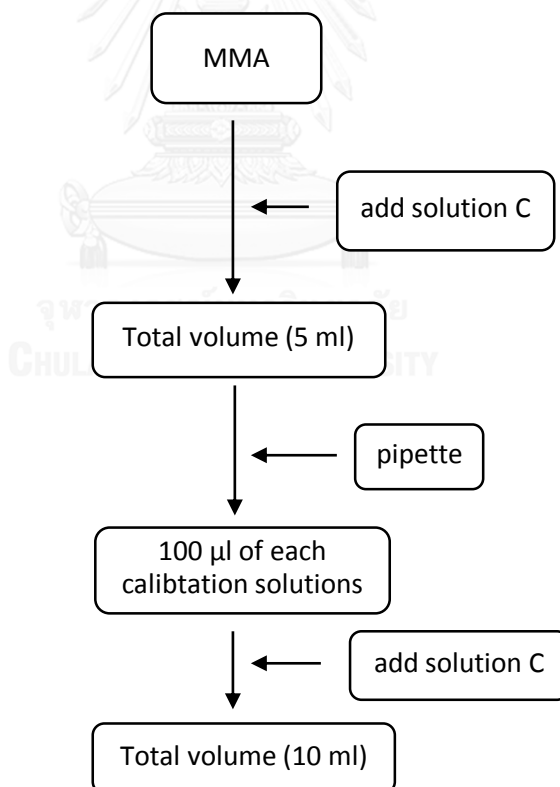 MMA
add solution C
Total volume (5 ml)
pipette
100 µl of each
calibtation solutions
add solution C
Total volume (10 ml)